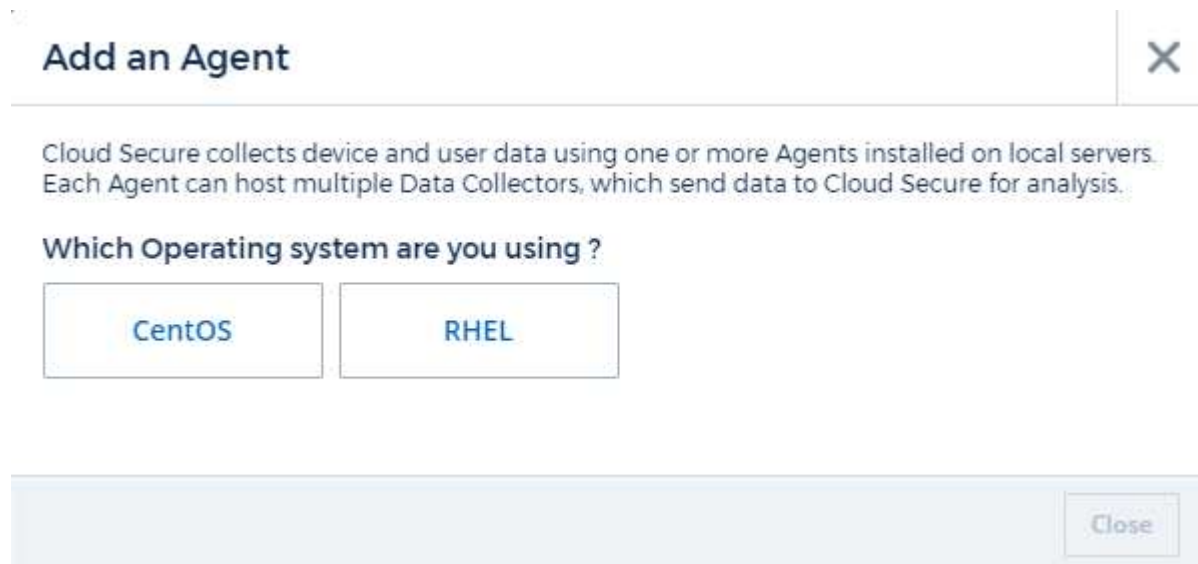 Add an Agent
Cloud Secure collects device and user data using one or more Agents installed on local servers.
Each Agent can host multiple Data Collectors, which send data to Cloud Secure for analysis.
Which Operating system are you using ?
CentOS
RHEL
Close